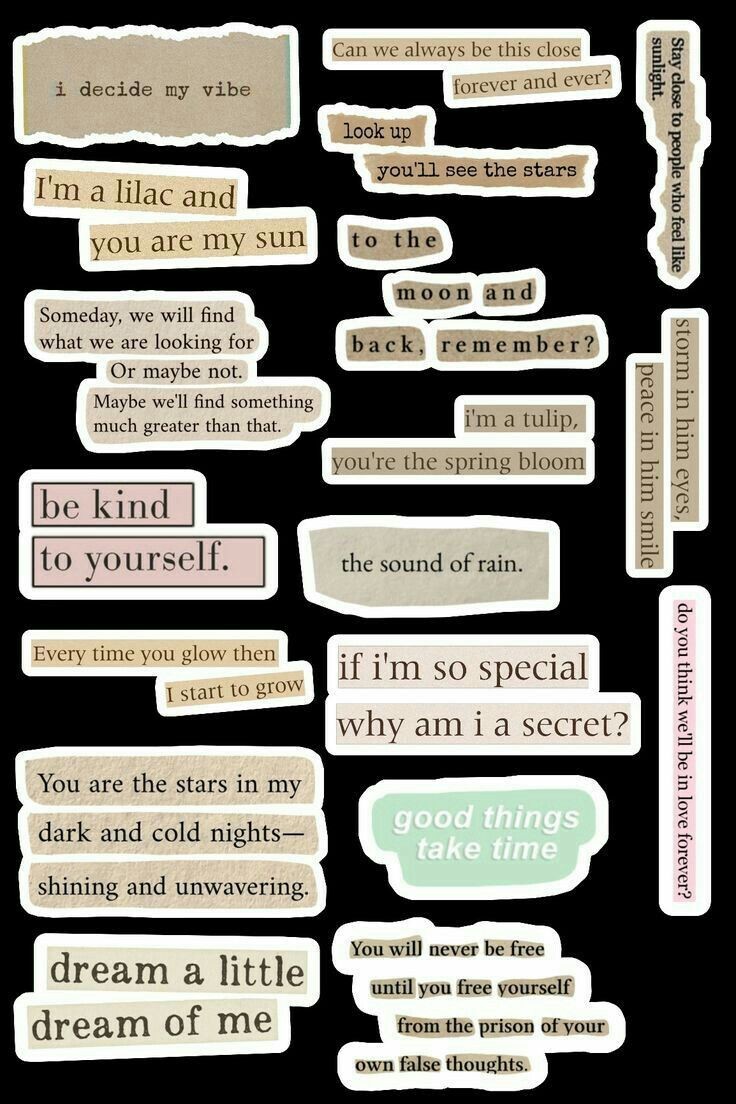 i decide my vibe
I'm a lilac and
you are my sun
Someday, we will find
what we are looking for
Or maybe not.
Maybe we'll find something
much greater than that.
be kind
to yourself.
Every time you glow then
I start to grow
You are the stars in my
dark and cold nights—
shining and unwavering.
dream a little
dream of me
Can we always be this close
forever and ever?
look up
you'll see the stars
to the
moon and
back, remember?
i'm a tulip,
you're the spring bloom
the sound of rain.
if i'm so special
why am i a secret?
good things
take time
You will never be free
until you free yourself
from the prison of your
own false thoughts.
Stay close to people who feel like
sunlight.
storm in him eyes,
peace in him smile
do you think we'll be in love forever?